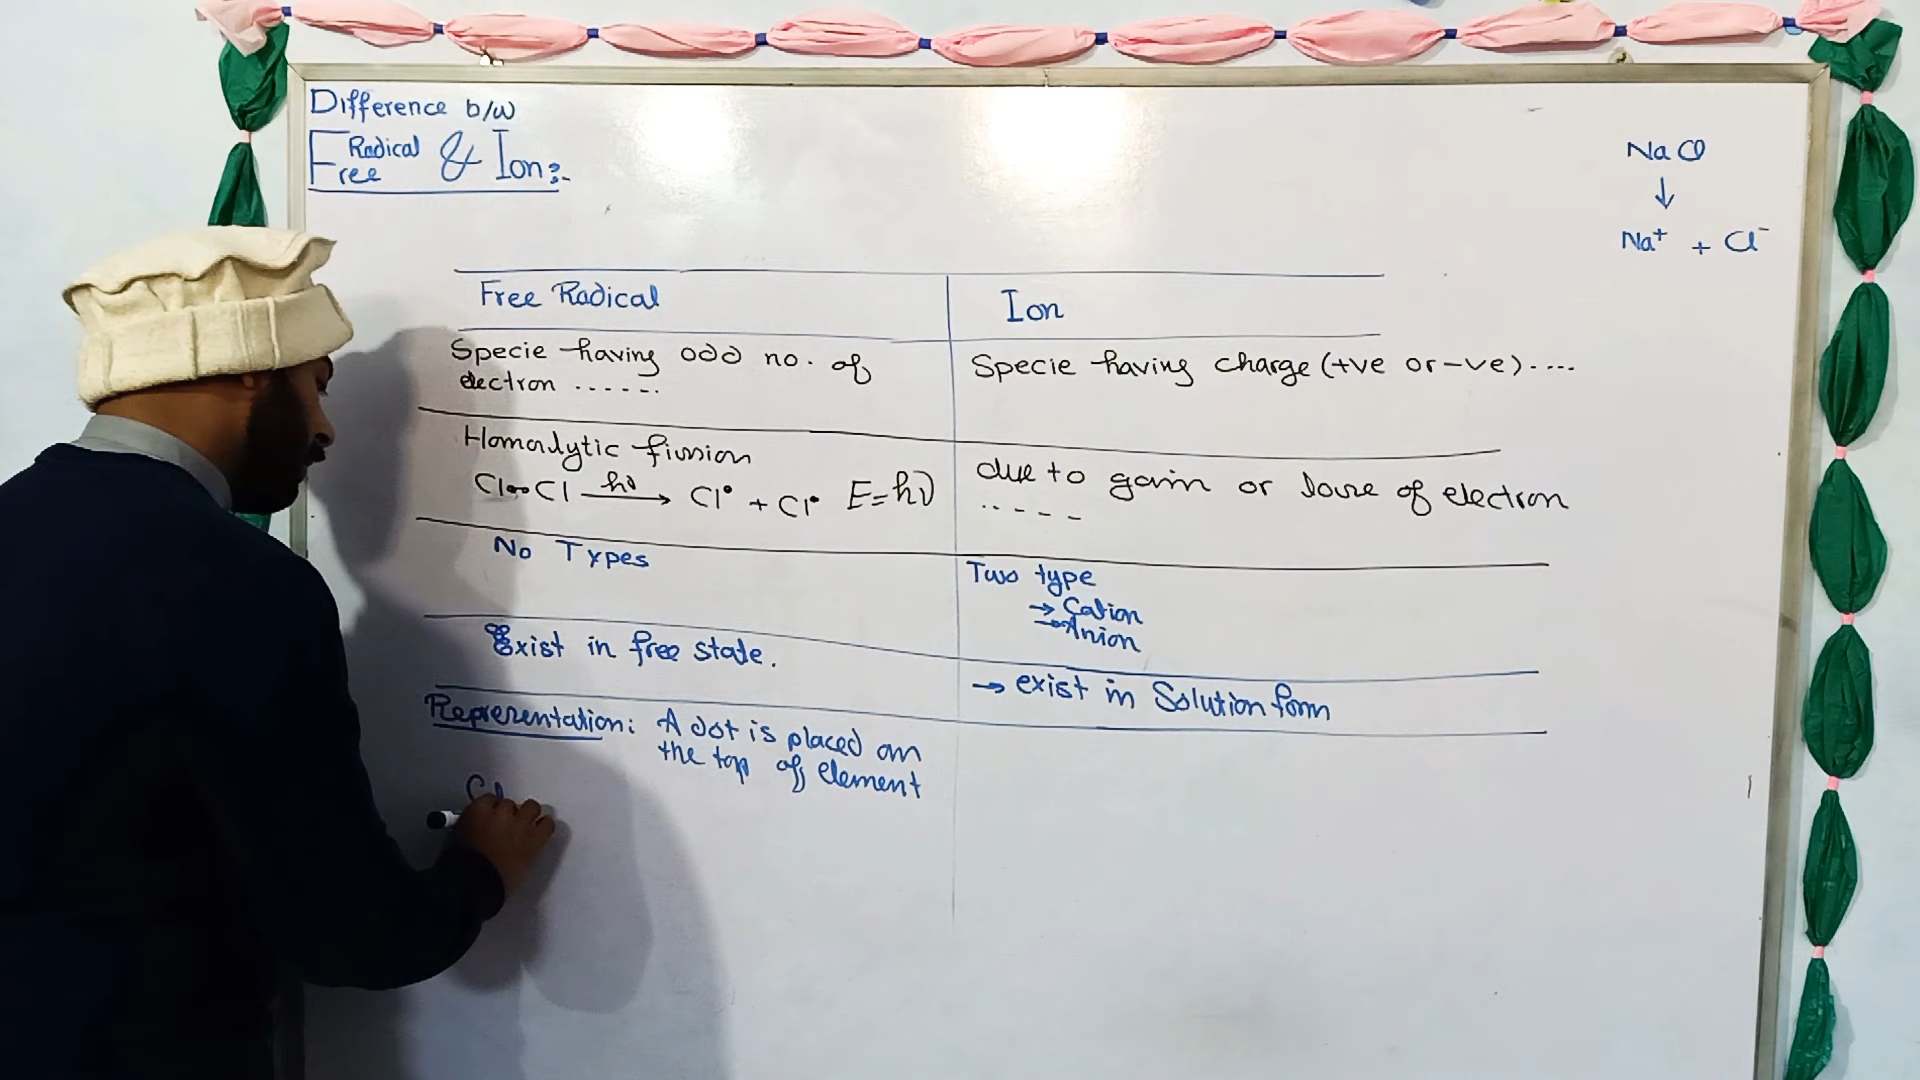 Difference b/w
Free Radical & Ion:-
NaCl
↓
Na⁺ + Cl⁻
Free Radical
Ion
Specie having odd no. of
electron ......
Specie having charge (+ve or -ve)....
Homolytic fission
Cl••Cl —hν→ Cl• + Cl• E=hν
due to gain or louse of electron
.....
No Types
Two type
→ Cation
→ Anion
Exist in free state.
→ exist in Solution form
Representation: A dot is placed on
the top of element
Cl